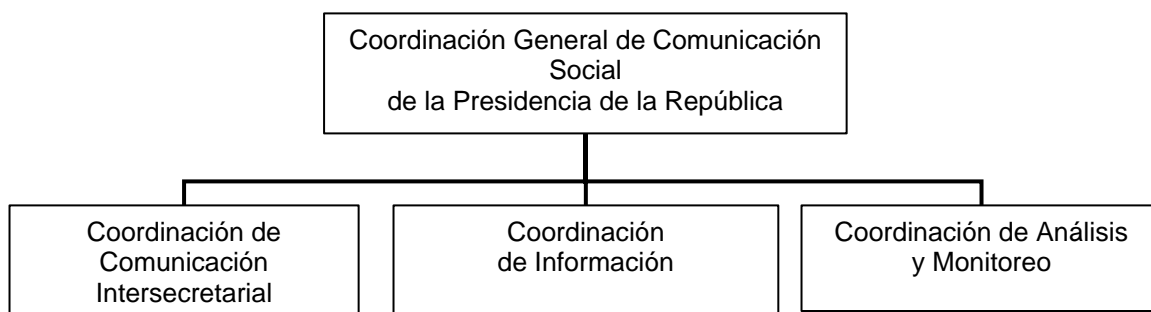 Coordinación General de Comunicación
Social
de la Presidencia de la República
Coordinación de
Comunicación
Intersecretarial
Coordinación
de Información
Coordinación de Análisis
y Monitoreo